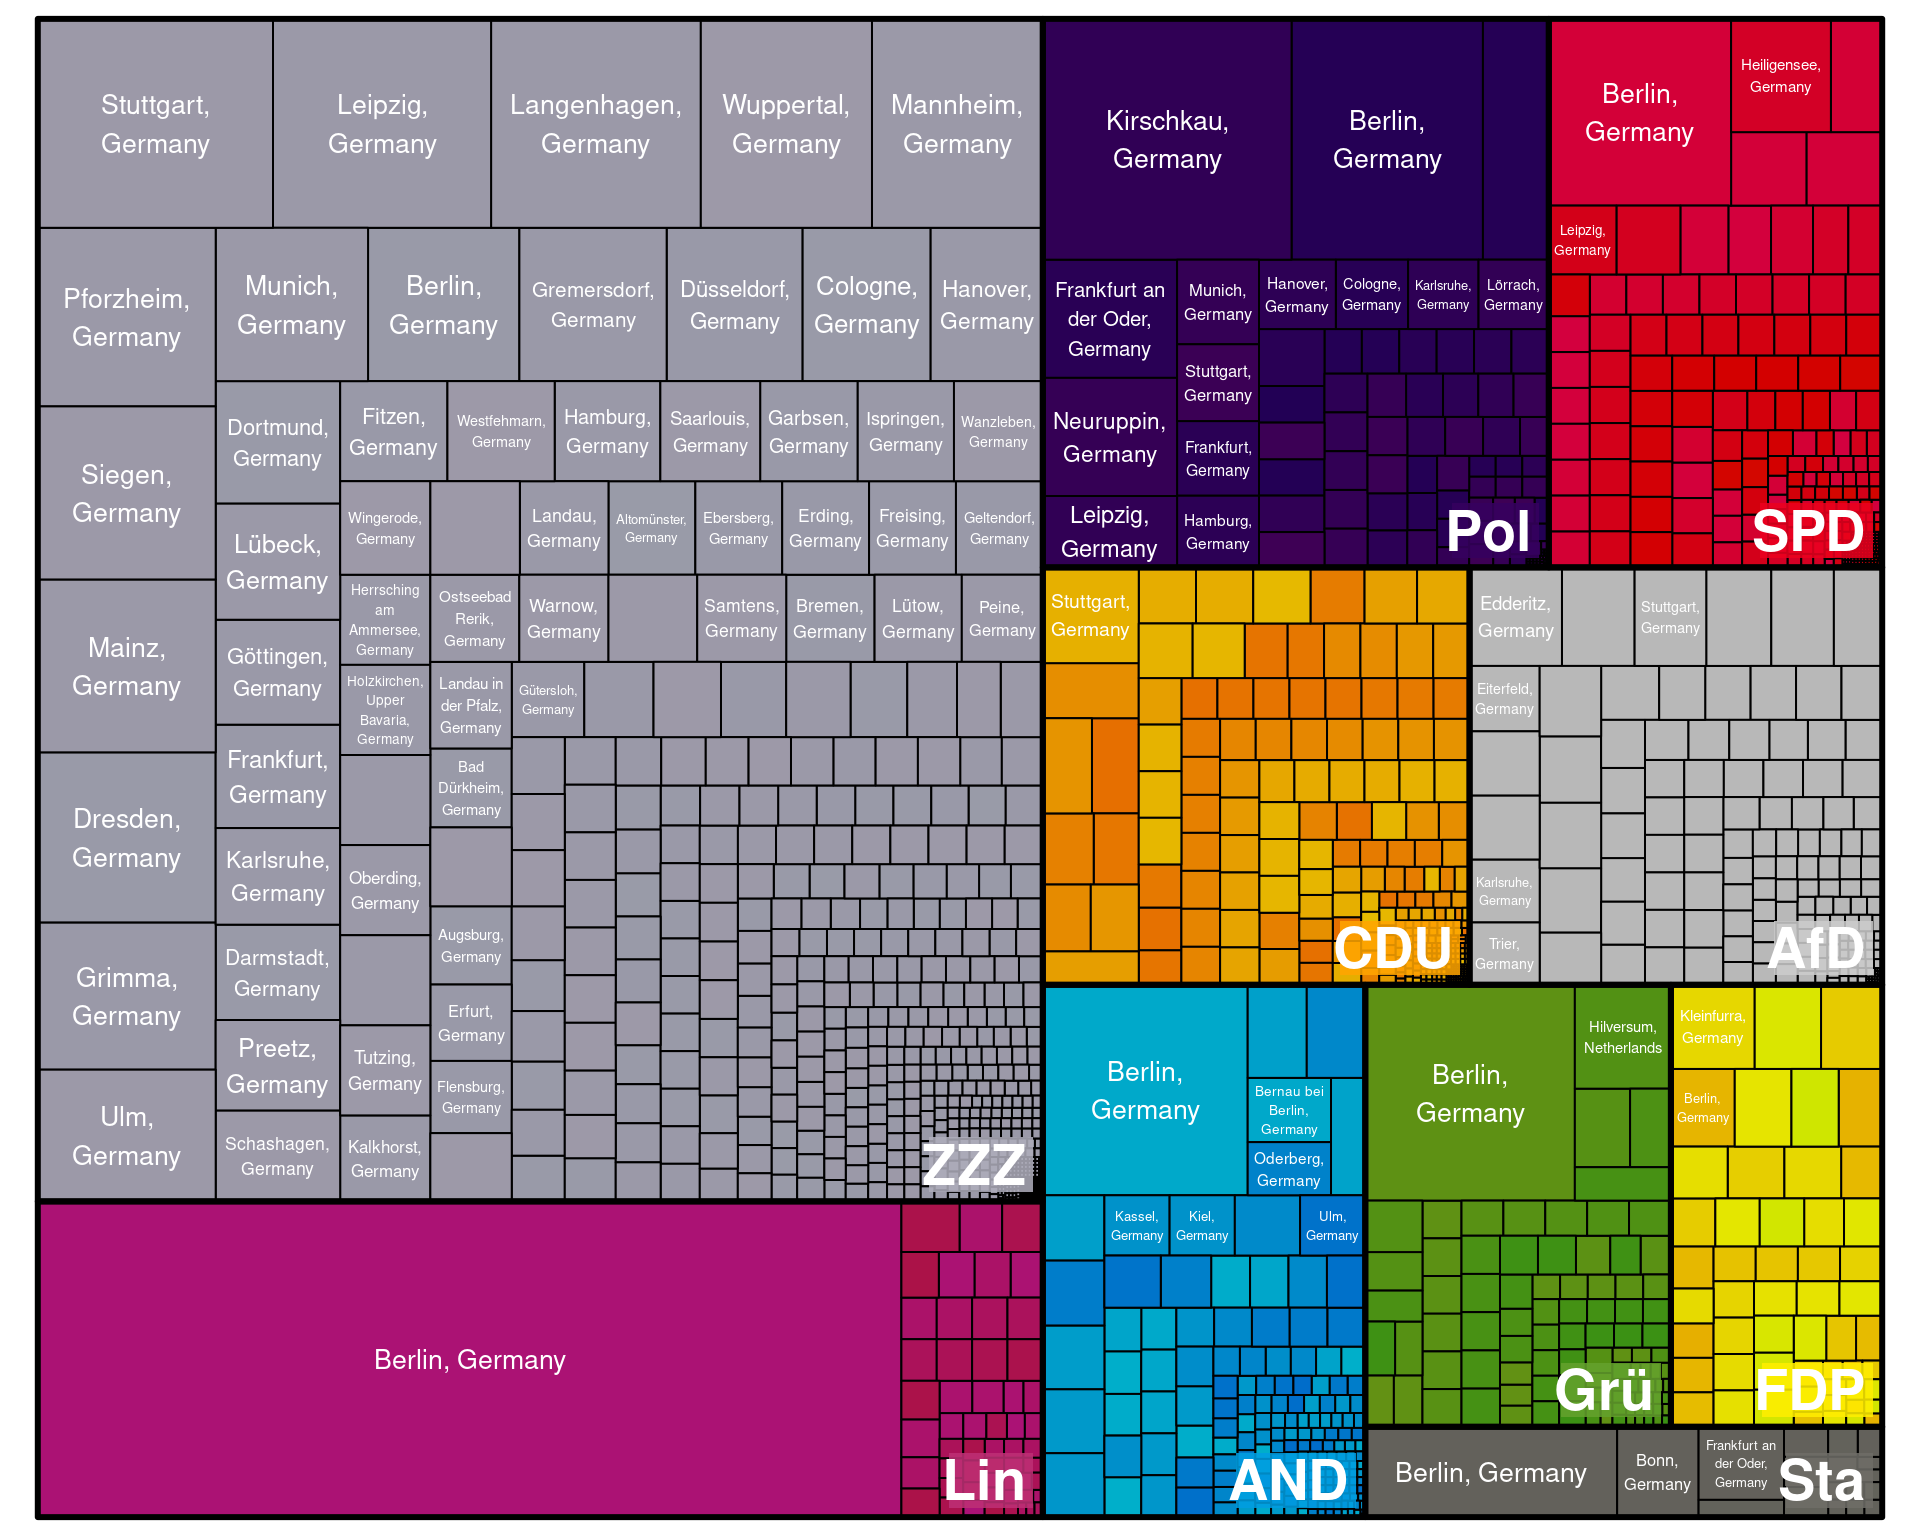 Stuttgart,
Germany
Leipzig,
Germany
Langenhagen,
Germany
Wuppertal,
Germany
Mannheim,
Germany
Pforzheim,
Germany
Munich,
Germany
Berlin,
Germany
Gremersdorf,
Germany
Düsseldorf,
Germany
Cologne,
Germany
Hanover,
Germany
Siegen,
Germany
Dortmund,
Germany
Fitzen,
Germany
Westfehmarn,
Germany
Hamburg,
Germany
Saarlouis,
Germany
Garbsen,
Germany
Ispringen,
Germany
Wanzleben,
Germany
Lübeck,
Germany
Wingerode,
Germany
Landau,
Germany
Altomünster,
Germany
Ebersberg,
Germany
Erding,
Germany
Freising,
Germany
Geltendorf,
Germany
Mainz,
Germany
Göttingen,
Germany
Herrsching
am
Ammersee,
Germany
Ostseebad
Rerik,
Germany
Warnow,
Germany
Samtens,
Germany
Bremen,
Germany
Lütow,
Germany
Peine,
Germany
Holzkirchen,
Upper
Bavaria,
Germany
Landau in
der Pfalz,
Germany
Gütersloh,
Germany
Dresden,
Germany
Frankfurt,
Germany
Bad
Dürkheim,
Germany
Karlsruhe,
Germany
Oberding,
Germany
Grimma,
Germany
Darmstadt,
Germany
Augsburg,
Germany
Erfurt,
Germany
Preetz,
Germany
Tutzing,
Germany
Flensburg,
Germany
Ulm,
Germany
Schashagen,
Germany
Kalkhorst,
Germany
ZZZ
Berlin, Germany
Lin
Kirschkau,
Germany
Berlin,
Germany
Frankfurt an
der Oder,
Germany
Munich,
Germany
Hanover,
Germany
Cologne,
Germany
Karlsruhe,
Germany
Lörrach,
Germany
Stuttgart,
Germany
Neuruppin,
Germany
Frankfurt,
Germany
Leipzig,
Germany
Hamburg,
Germany
Pol
Berlin,
Germany
Heiligensee,
Germany
Leipzig,
Germany
SPD
Stuttgart,
Germany
CDU
Edderitz,
Germany
Stuttgart,
Germany
Eiterfeld,
Germany
Karlsruhe,
Germany
Trier,
Germany
AfD
Berlin,
Germany
Bernau bei
Berlin,
Germany
Oderberg,
Germany
Kassel,
Germany
Kiel,
Germany
Ulm,
Germany
AND
Berlin,
Germany
Hilversum,
Netherlands
Grü
Kleinfurra,
Germany
Berlin,
Germany
FDP
Berlin, Germany
Bonn,
Germany
Frankfurt an
der Oder,
Germany
Sta